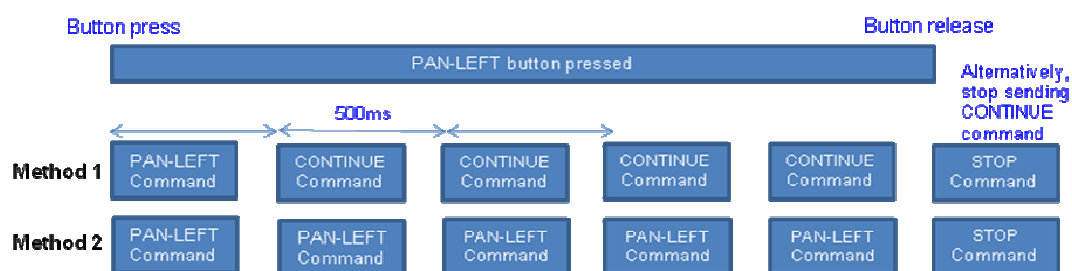 Button press
Button release
PAN-LEFT button pressed
Alternatively,
stop sending
CONTINUE
command
500ms
Method 1
PAN-LEFT
Command
CONTINUE
Command
CONTINUE
Command
CONTINUE
Command
CONTINUE
Command
STOP
Command
Method 2
PAN-LEFT
Command
PAN-LEFT
Command
PAN-LEFT
Command
PAN-LEFT
Command
PAN-LEFT
Command
STOP
Command